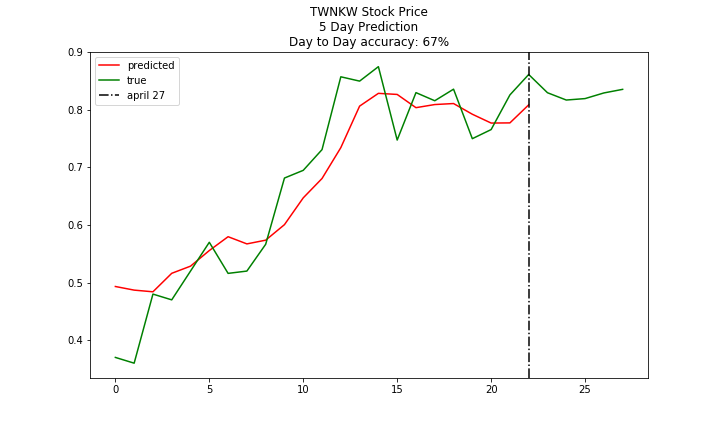 TWNKW Stock Price
5 Day Prediction
Day to Day accuracy: 67%
predicted
true
april 27
0.9
0.8
0.7
0.6
0.5
0.4
0 5 10 15 20 25